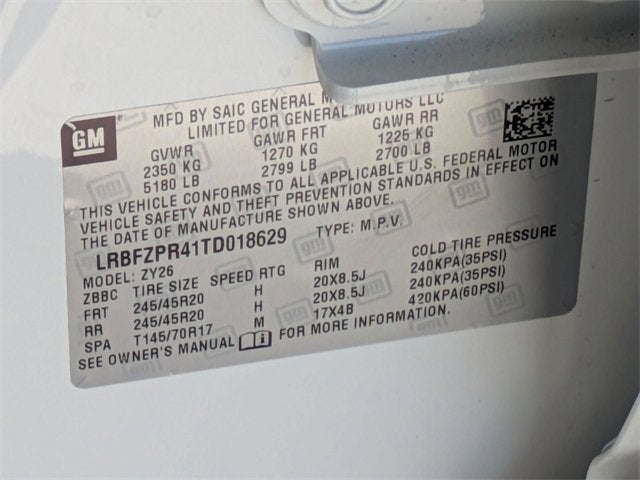 GM
MFD BY SAIC GENERAL
LIMITED FOR GENERAL MOTORS LLC
GVWR GAWR FRT GAWR RR
2350 KG 1270 KG 1225 KG
5180 LB 2799 LB 2700 LB
THIS VEHICLE CONFORMS TO ALL APPLICABLE U.S. FEDERAL MOTOR
VEHICLE SAFETY AND THEFT PREVENTION STANDARDS IN EFFECT ON
THE DATE OF MANUFACTURE SHOWN ABOVE.
LRBFZPR41TD018629 TYPE: M.P.V.
MODEL: ZY26
ZBBC TIRE SIZE SPEED RTG RIM COLD TIRE PRESSURE
FRT 245/45R20 H 20X8.5J 240KPA(35PSI)
RR 245/45R20 H 20X8.5J 240KPA(35PSI)
SPA T145/70R17 M 17X4B 420KPA(60PSI)
SEE OWNER'S MANUAL FOR MORE INFORMATION.